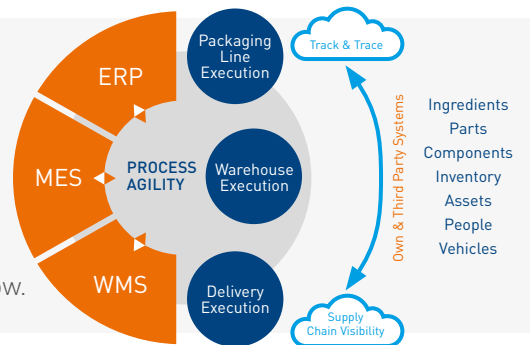 ERP
MES
WMS
PROCESS
AGILITY
Packaging
Line
Execution
Warehouse
Execution
Delivery
Execution
Track & Trace
Supply
Chain Visibility
Own & Third Party Systems
Ingredients
Parts
Components
Inventory
Assets
People
Vehicles